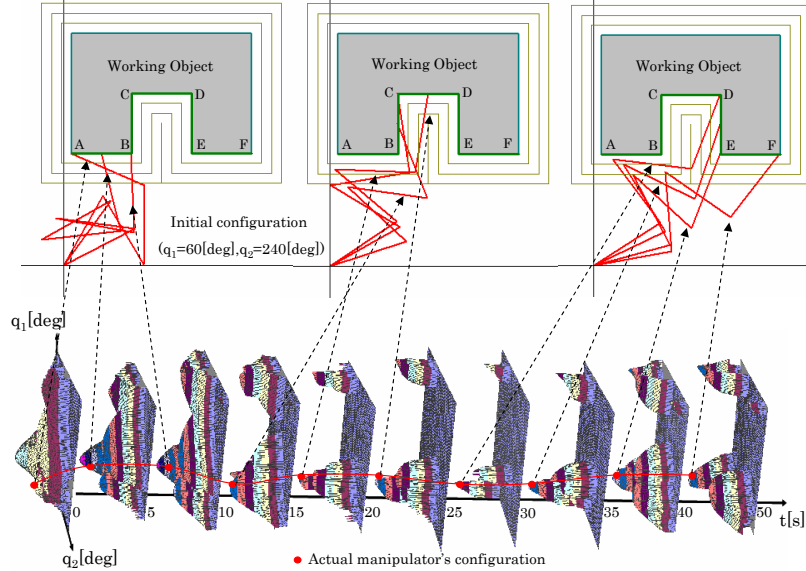 Working Object
C D
A B E F
Working Object
C D
A B E F
Working Object
C D
A B E F
Initial configuration
(q1=60[deg],q2=240[deg])
q1[deg]
0 5 10 15 20 25 30 35 40 45 50
t[s]
q2[deg]
Actual manipulator's configuration